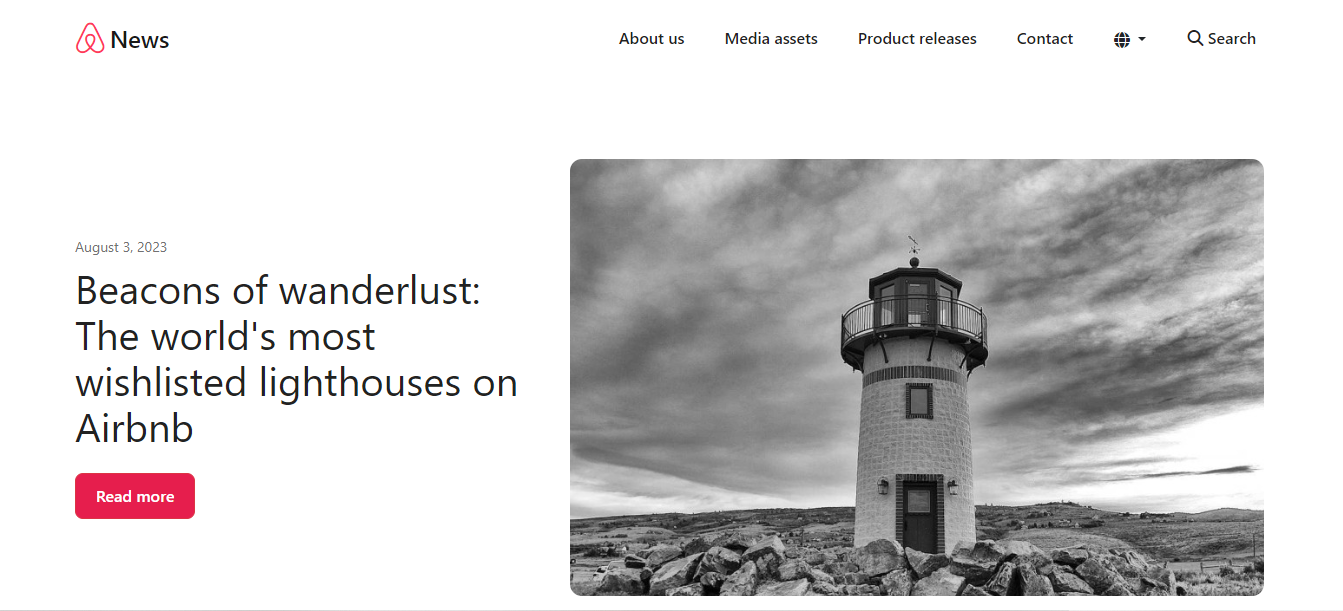 News
About us
Media assets
Product releases
Contact
Search
August 3, 2023
Beacons of wanderlust:
The world's most
wishlisted lighthouses on
Airbnb
Read more